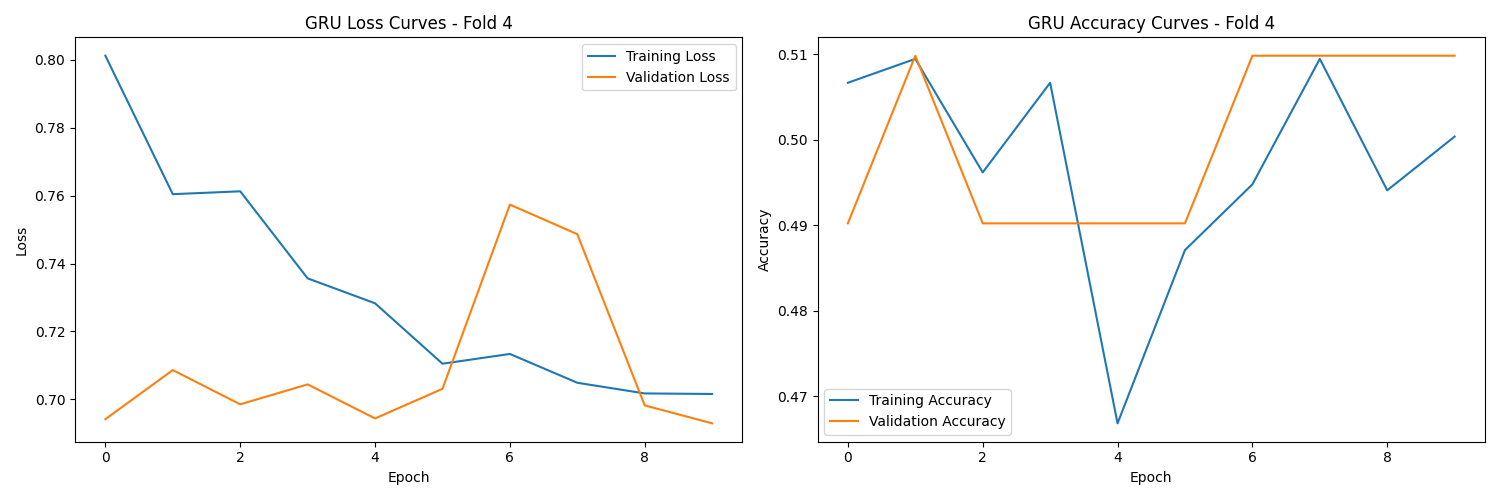 GRU Loss Curves - Fold 4
Training Loss
Validation Loss
0.80
0.78
0.76
0.74
0.72
0.70
Loss
0 2 4 6 8
Epoch
GRU Accuracy Curves - Fold 4
0.51
0.50
0.49
0.48
0.47
Accuracy
Training Accuracy
Validation Accuracy
0 2 4 6 8
Epoch